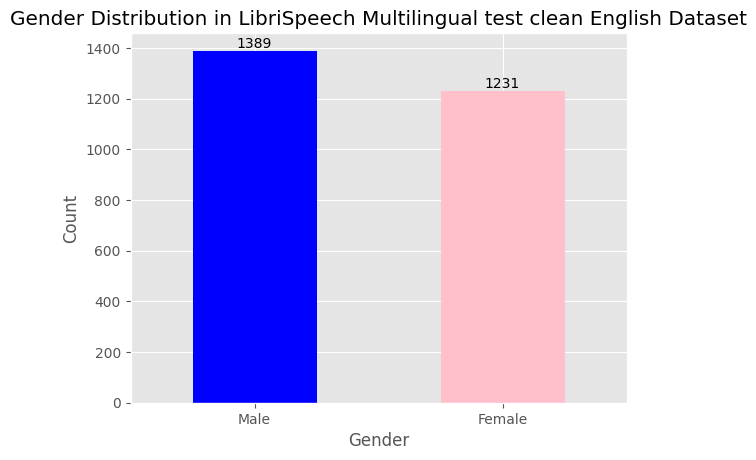 Gender Distribution in LibriSpeech Multilingual test clean English Dataset
1400
1200
1000
800
600
400
200
0
Count
1389
1231
Male Female
Gender